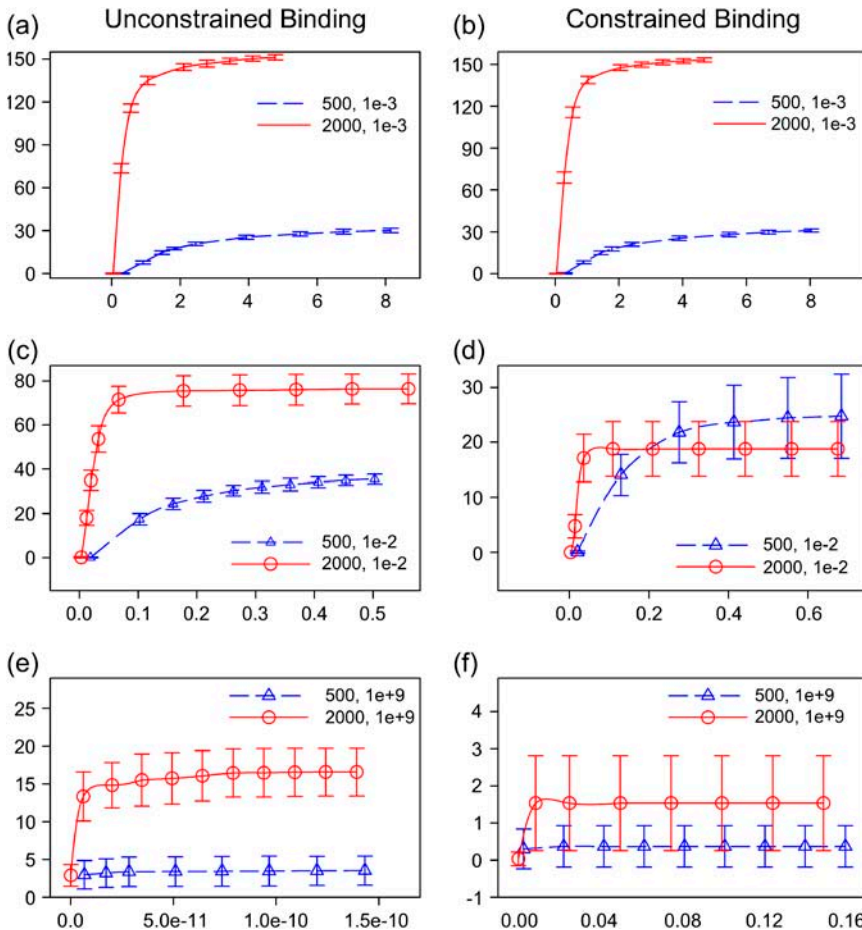 Unconstrained Binding
Constrained Binding
(a)
150
120
90
60
30
0
0 2 4 6 8
500, 1e-3
2000, 1e-3
(b)
150
120
90
60
30
0
0 2 4 6 8
500, 1e-3
2000, 1e-3
(c)
80
60
40
20
0
0.0 0.1 0.2 0.3 0.4 0.5
500, 1e-2
2000, 1e-2
(d)
30
20
10
0
0.0 0.2 0.4 0.6
500, 1e-2
2000, 1e-2
(e)
25
20
15
10
5
0
0.0 5.0e-11 1.0e-10 1.5e-10
500, 1e+9
2000, 1e+9
(f)
4
3
2
1
0
-1
0.00 0.04 0.08 0.12 0.16
500, 1e+9
2000, 1e+9